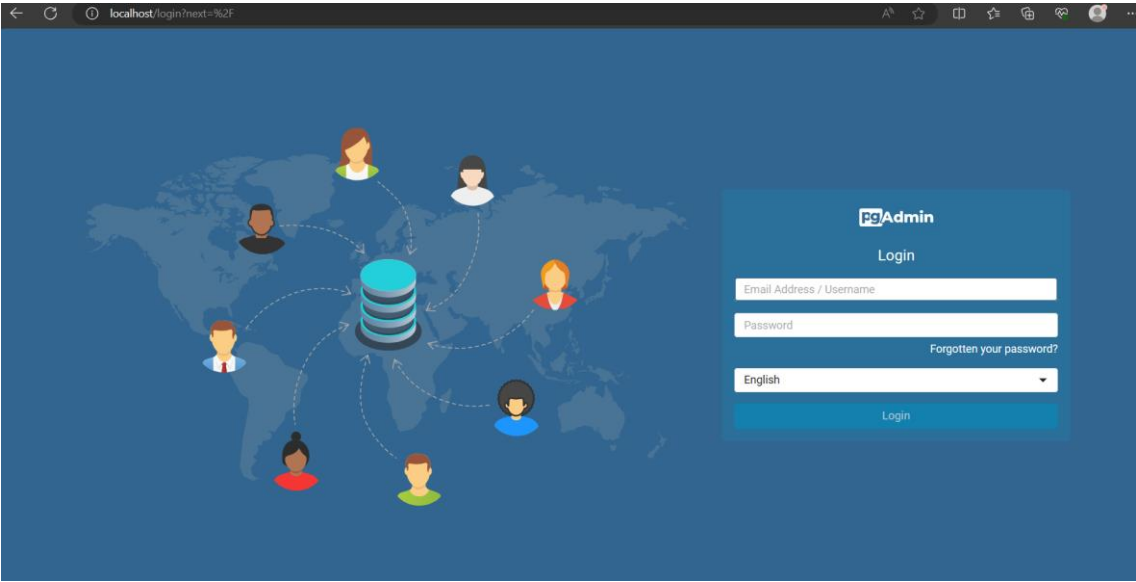 localhost/login?next=%2F
pgAdmin
Login
Email Address / Username
Password
Forgotten your password?
English
Login